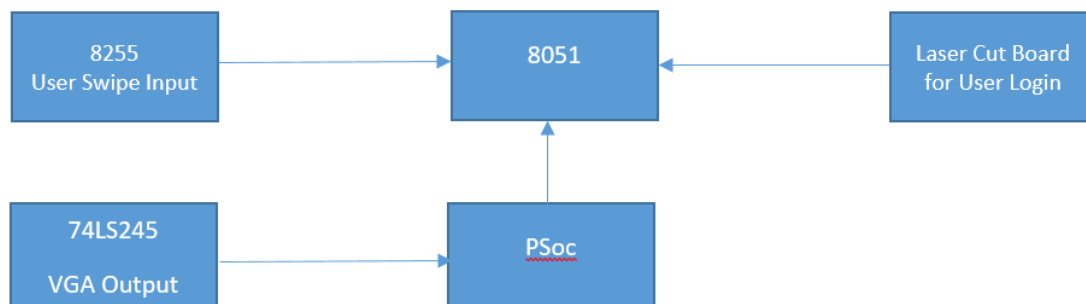 8255
User Swipe Input
8051
Laser Cut Board
for User Login
74LS245
VGA Output
PSoc